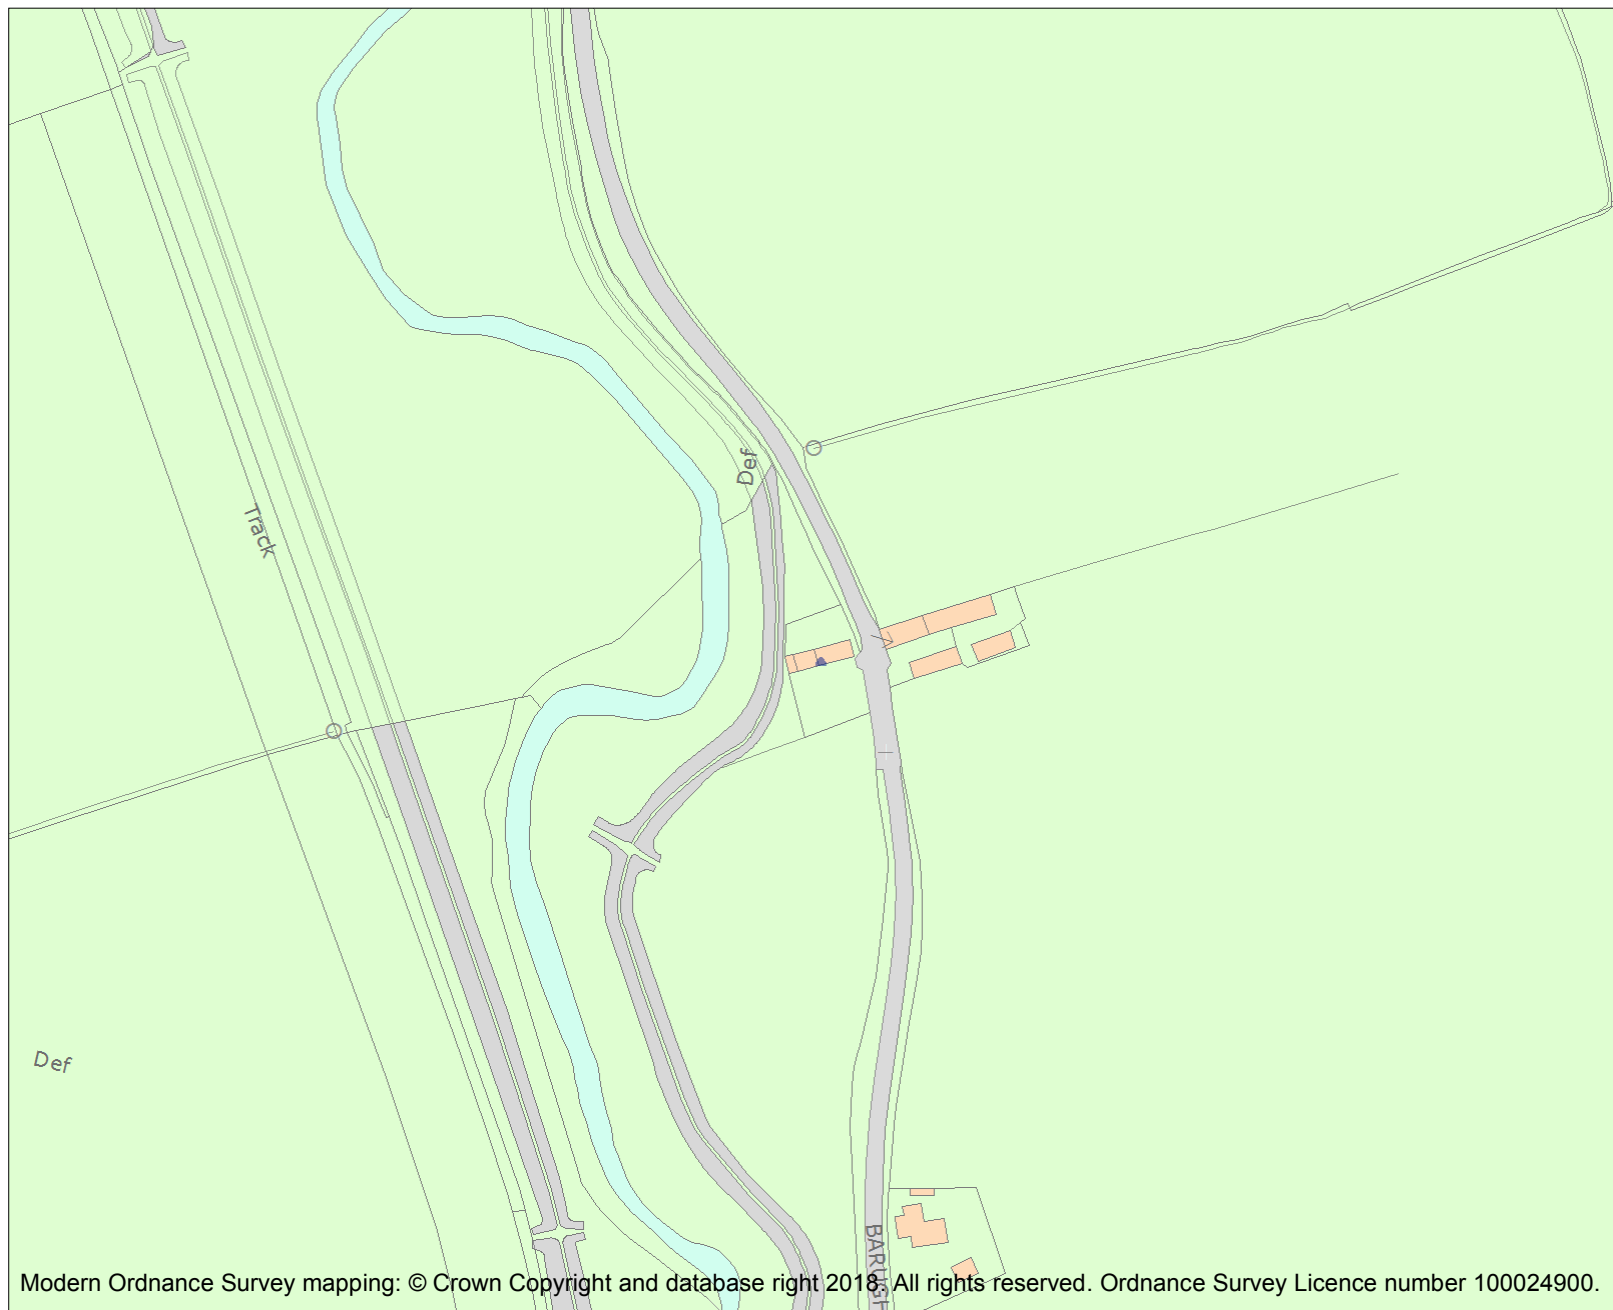 Def
Track
Def
BARUGH
Modern Ordnance Survey mapping: © Crown Copyright and database right 2018. All rights reserved. Ordnance Survey Licence number 100024900.